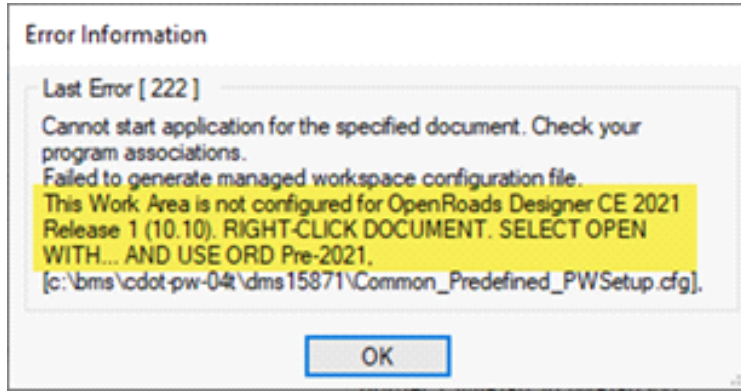 Error Information
Last Error [ 222 ]
Cannot start application for the specified document. Check your
program associations.
Failed to generate managed workspace configuration file.
This Work Area is not configured for OpenRoads Designer CE 2021
Release 1 (10.10). RIGHT-CLICK DOCUMENT. SELECT OPEN
WITH... AND USE ORD Pre-2021,
[c:\bms\cdot-pw-04t\dms15871\Common_Predefined_PWSetup.cfg],
OK